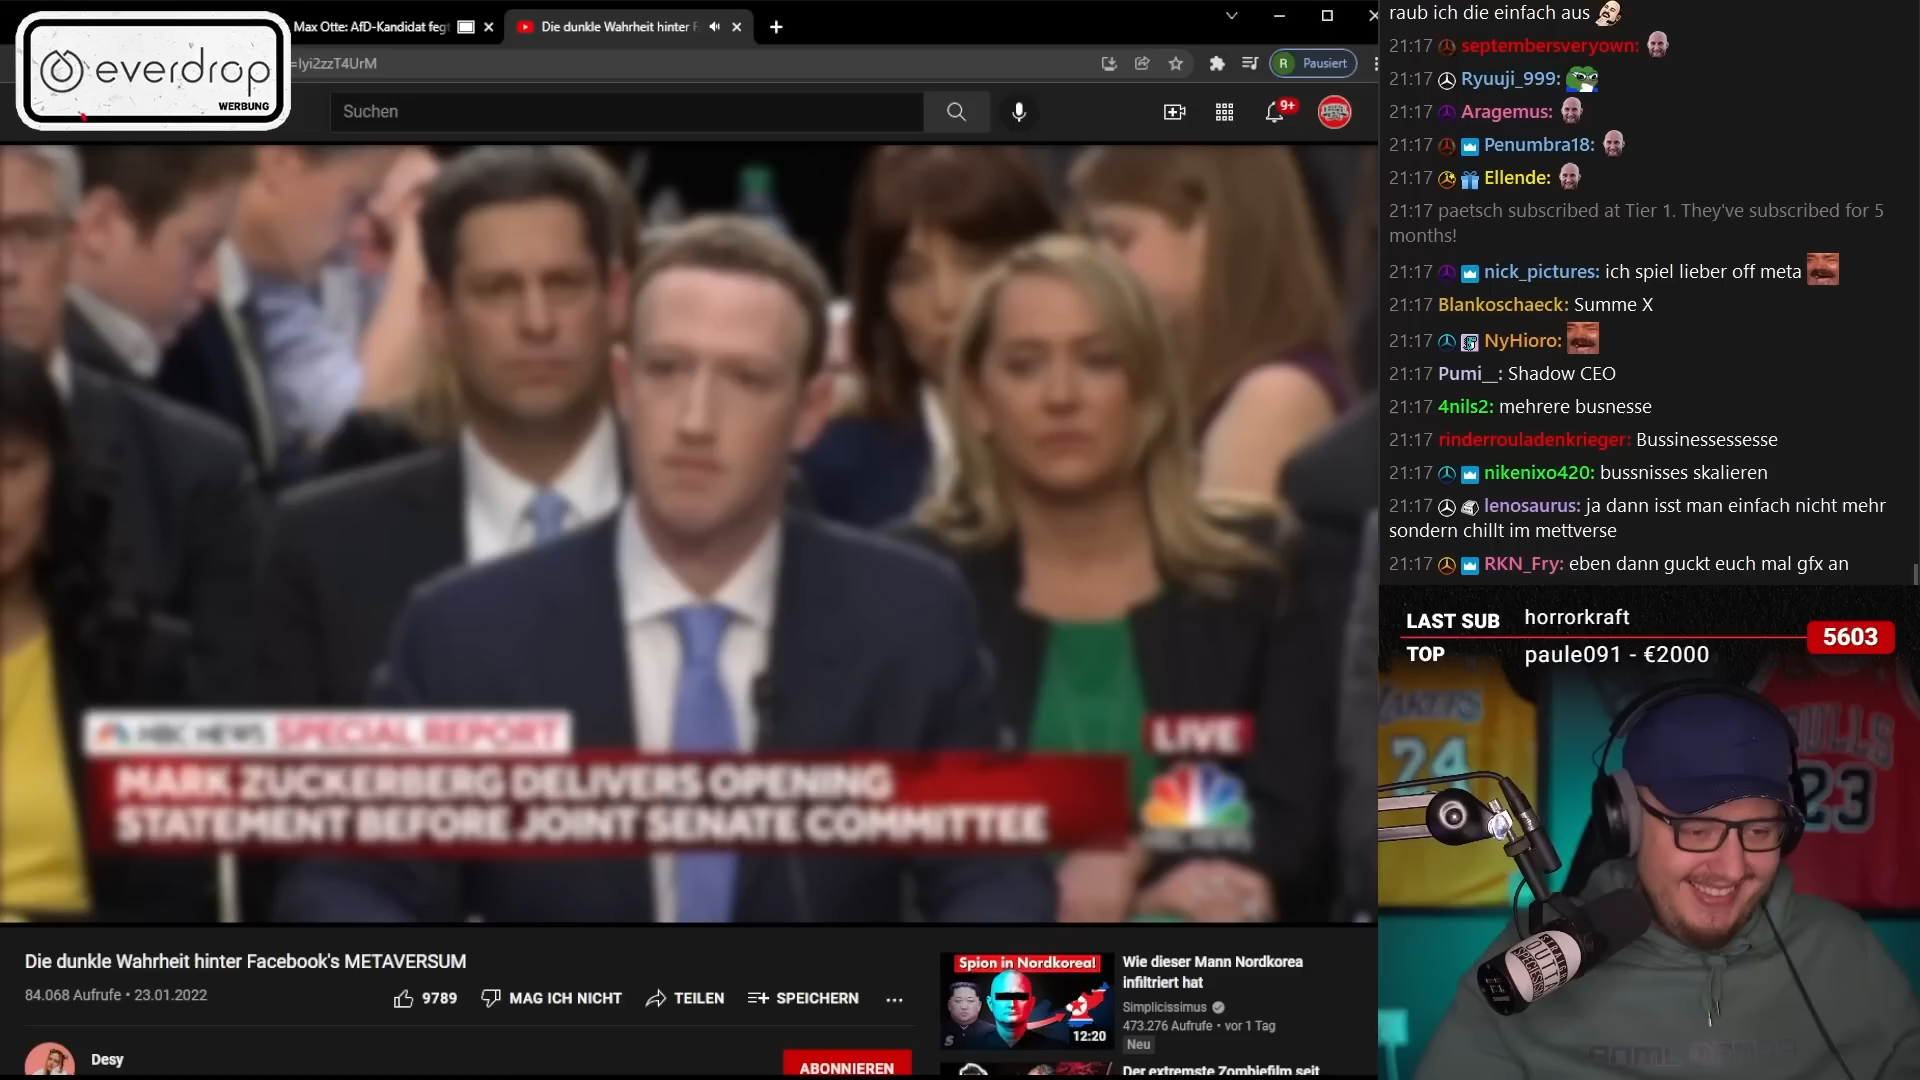 everdrop
WERBUNG
Max Otte: AfD-Kandidat fegt
Die dunkle Wahrheit hinter F
=lyi2zzT4UrM
R Pausiert
Suchen
9+
NBC NEWS SPECIAL REPORT
LIVE
MARK ZUCKERBERG DELIVERS OPENING
STATEMENT BEFORE JOINT SENATE COMMITTEE
NBC NEWS
Die dunkle Wahrheit hinter Facebook's METAVERSUM
84.068 Aufrufe • 23.01.2022
9789
MAG ICH NICHT
TEILEN
SPEICHERN
Desy
ABONNIEREN
Spion in Nordkorea!
12:20
Wie dieser Mann Nordkorea
infiltriert hat
Simplicissimus
473.276 Aufrufe • vor 1 Tag
Neu
Der extremste Zombiefilm seit
raub ich die einfach aus
21:17 septembersveryown:
21:17 Ryuuji_999:
21:17 Aragemus:
21:17 Penumbra18:
21:17 Ellende:
21:17 paetsch subscribed at Tier 1. They've subscribed for 5
months!
21:17 nick_pictures: ich spiel lieber off meta
21:17 Blankoschaeck: Summe X
21:17 NyHioro:
21:17 Pumi__: Shadow CEO
21:17 4nils2: mehrere busnesse
21:17 rinderrouladenkrieger: Bussinessessesse
21:17 nikenixo420: bussnisses skalieren
21:17 lenosaurus: ja dann isst man einfach nicht mehr
sondern chillt im mettverse
21:17 RKN_Fry: eben dann guckt euch mal gfx an
LAST SUB horrorkraft
5603
TOP paule091 - €2000
LAKERS
24
BULLS
23
STRAIGHT
OUTTA